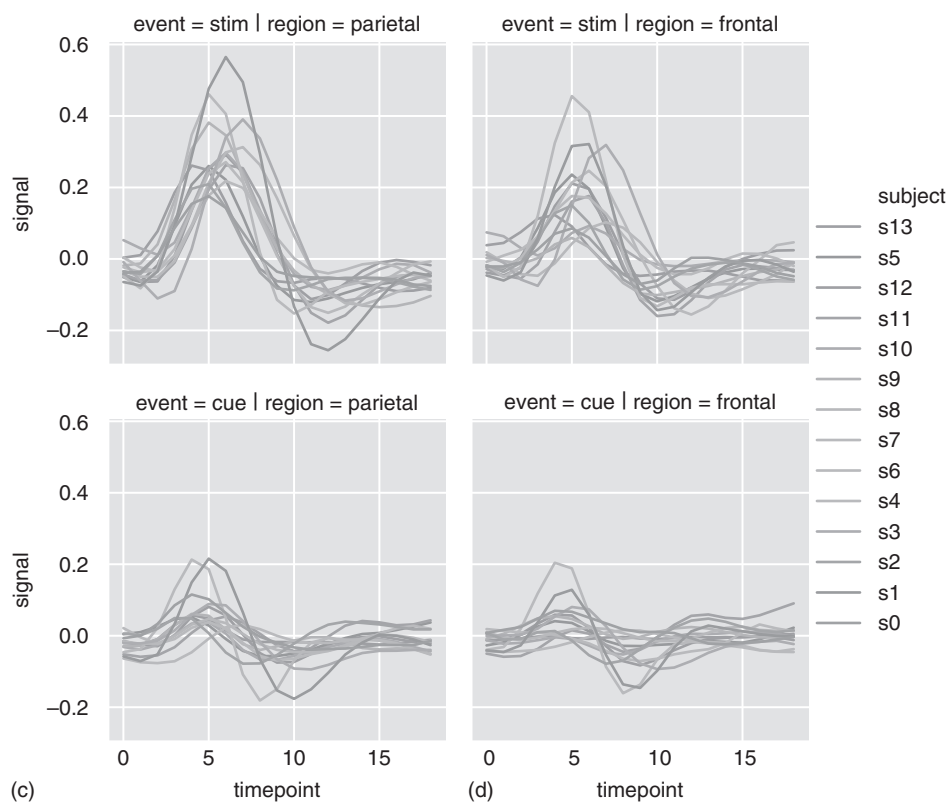 event = stim | region = parietal
event = stim | region = frontal
0.6
0.4
0.2
0.0
−0.2
signal
event = cue | region = parietal
event = cue | region = frontal
0.6
0.4
0.2
0.0
−0.2
signal
0 5 10 15
0 5 10 15
timepoint
timepoint
(c)
(d)
subject
s13
s5
s12
s11
s10
s9
s8
s7
s6
s4
s3
s2
s1
s0